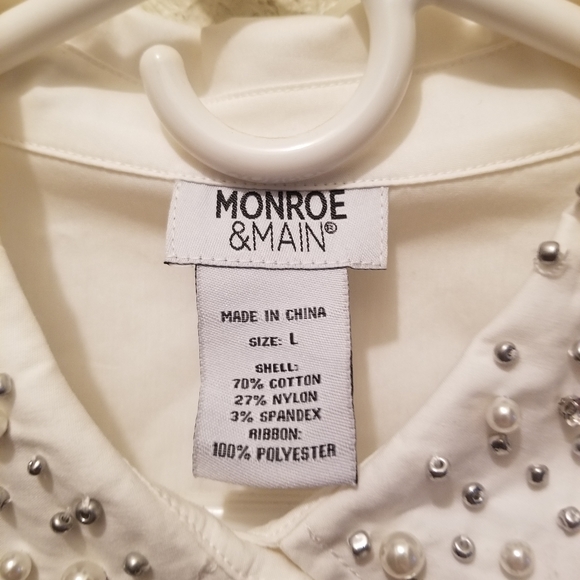 MONROE
&MAIN®
MADE IN CHINA
SIZE: L
SHELL:
70% COTTON
27% NYLON
3% SPANDEX
RIBBON:
100% POLYESTER